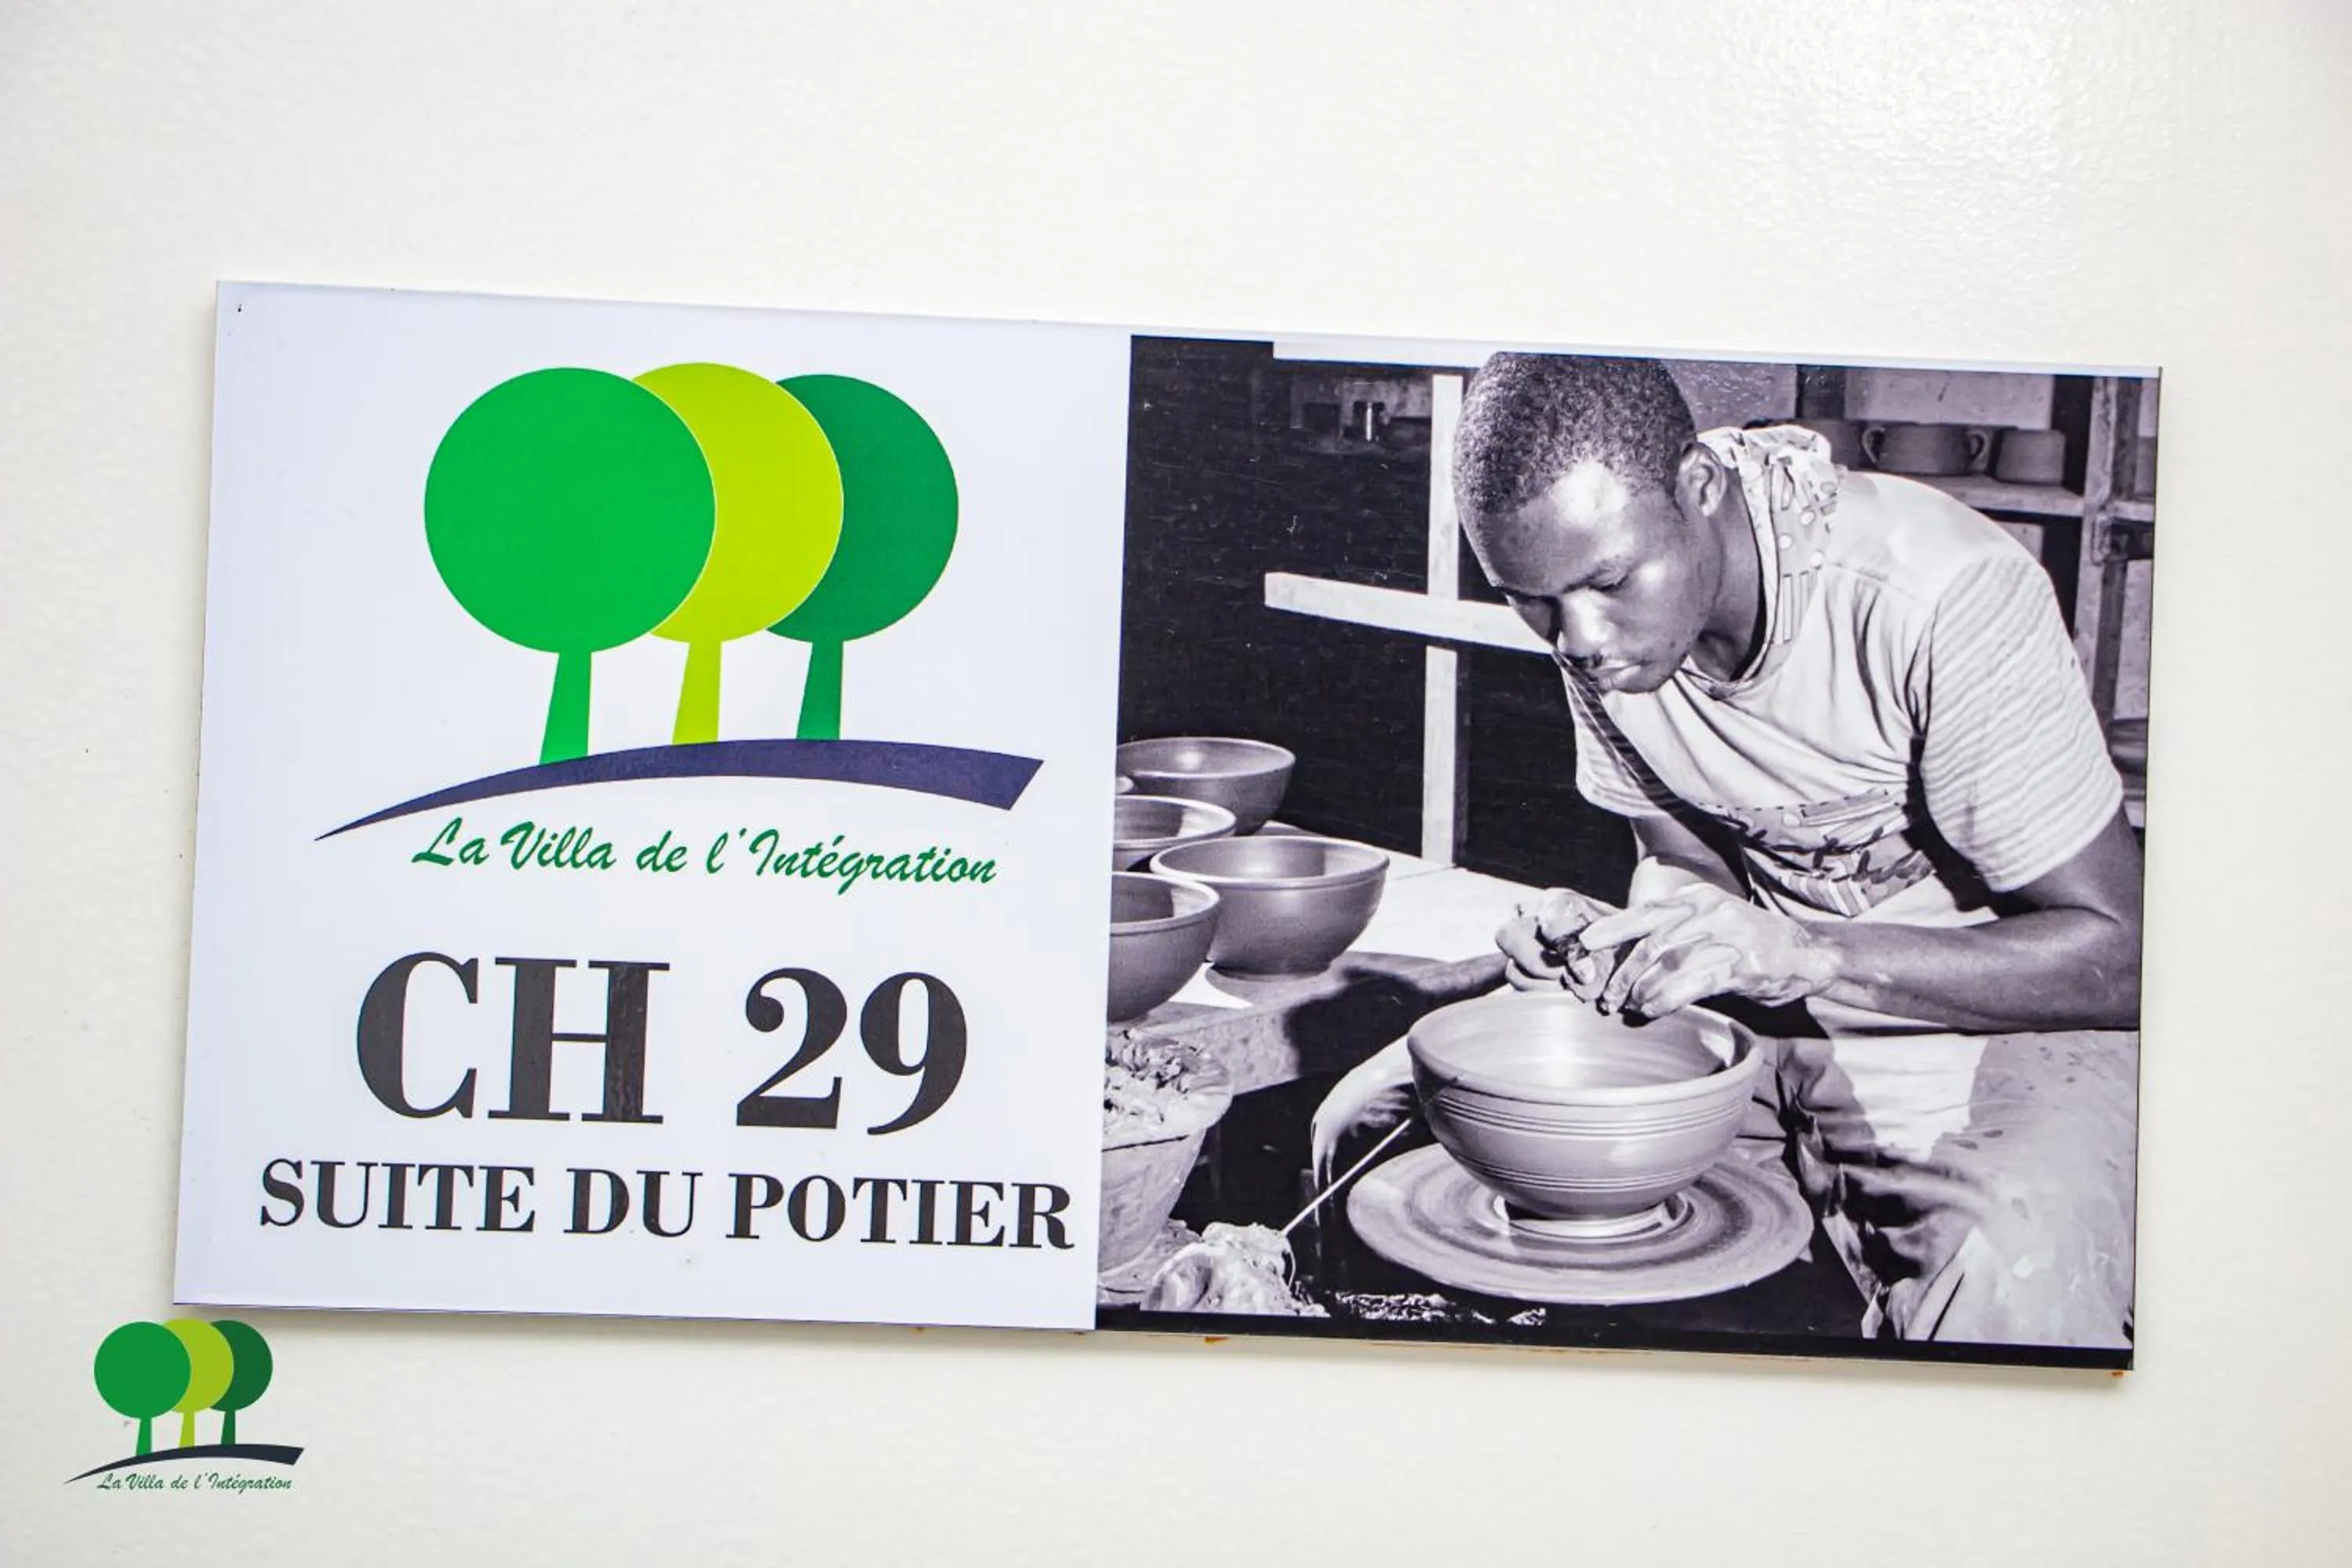 La Villa de l'Intégration
CH 29
SUITE DU POTIER
La Villa de l'Intégration